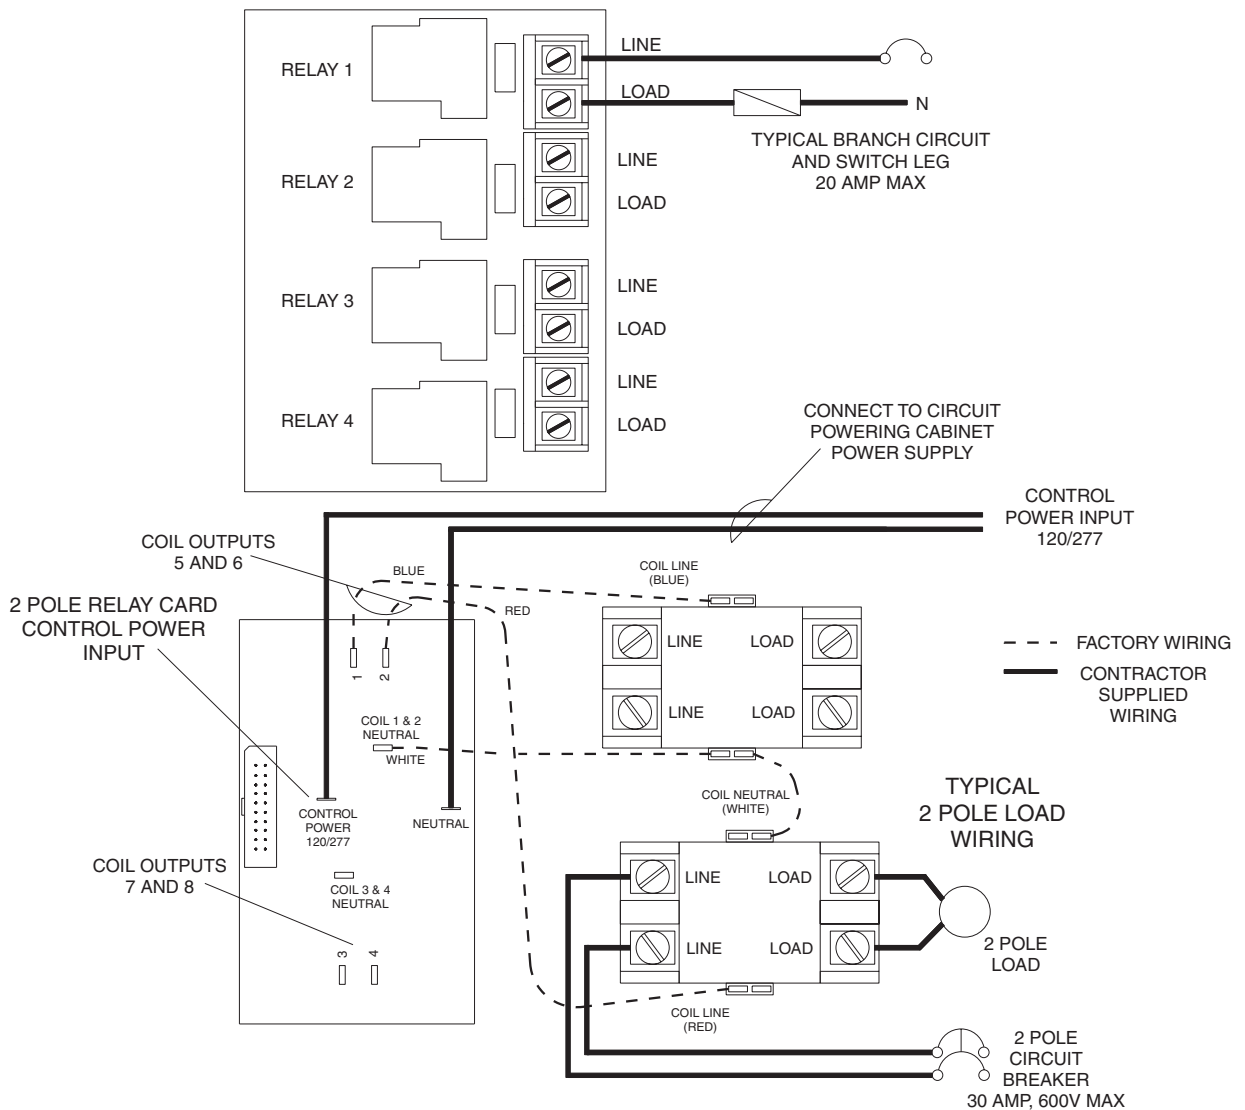 RELAY 1
LINE
LOAD
N
TYPICAL BRANCH CIRCUIT
AND SWITCH LEG
20 AMP MAX
RELAY 2
LINE
LOAD
RELAY 3
LINE
LOAD
RELAY 4
LINE
LOAD
CONNECT TO CIRCUIT
POWERING CABINET
POWER SUPPLY
CONTROL
POWER INPUT
120/277
COIL OUTPUTS
5 AND 6
BLUE
RED
COIL LINE
(BLUE)
2 POLE RELAY CARD
CONTROL POWER
INPUT
1
2
LINE
LOAD
LINE
LOAD
FACTORY WIRING
CONTRACTOR
SUPPLIED
WIRING
COIL 1 & 2
NEUTRAL
WHITE
CONTROL
POWER
120/277
NEUTRAL
COIL NEUTRAL
(WHITE)
TYPICAL
2 POLE LOAD
WIRING
COIL OUTPUTS
7 AND 8
COIL 3 & 4
NEUTRAL
3
4
LINE
LOAD
LINE
LOAD
2 POLE
LOAD
COIL LINE
(RED)
2 POLE
CIRCUIT
BREAKER
30 AMP, 600V MAX